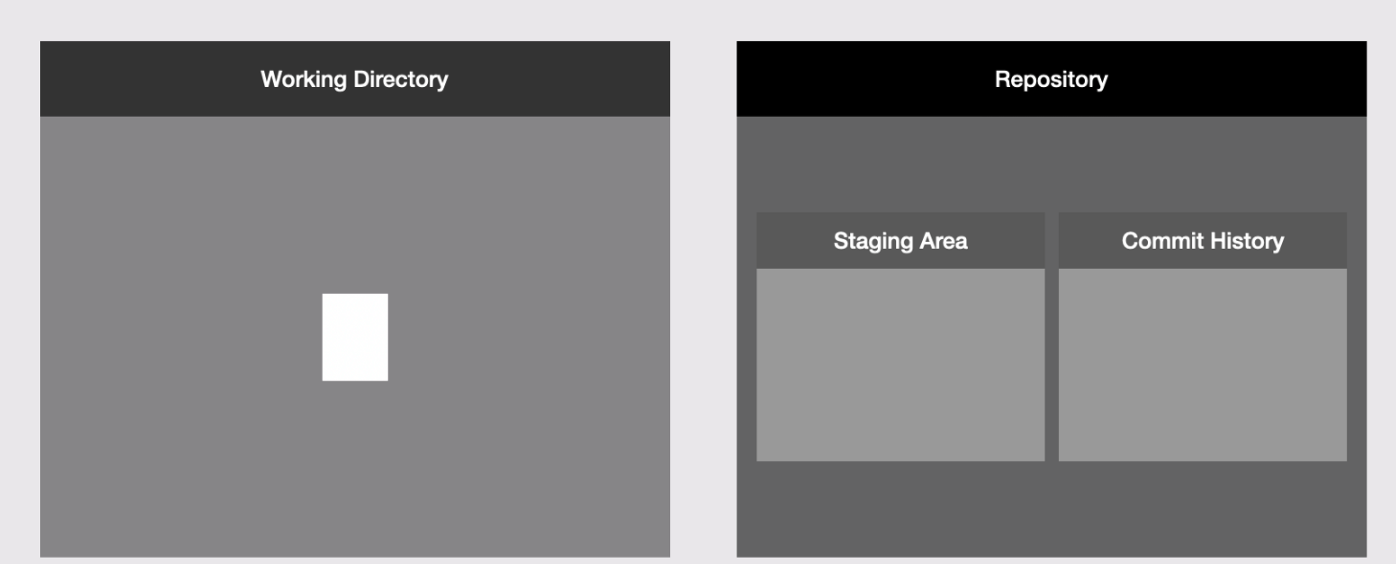 Working Directory
Repository
Staging Area
Commit History